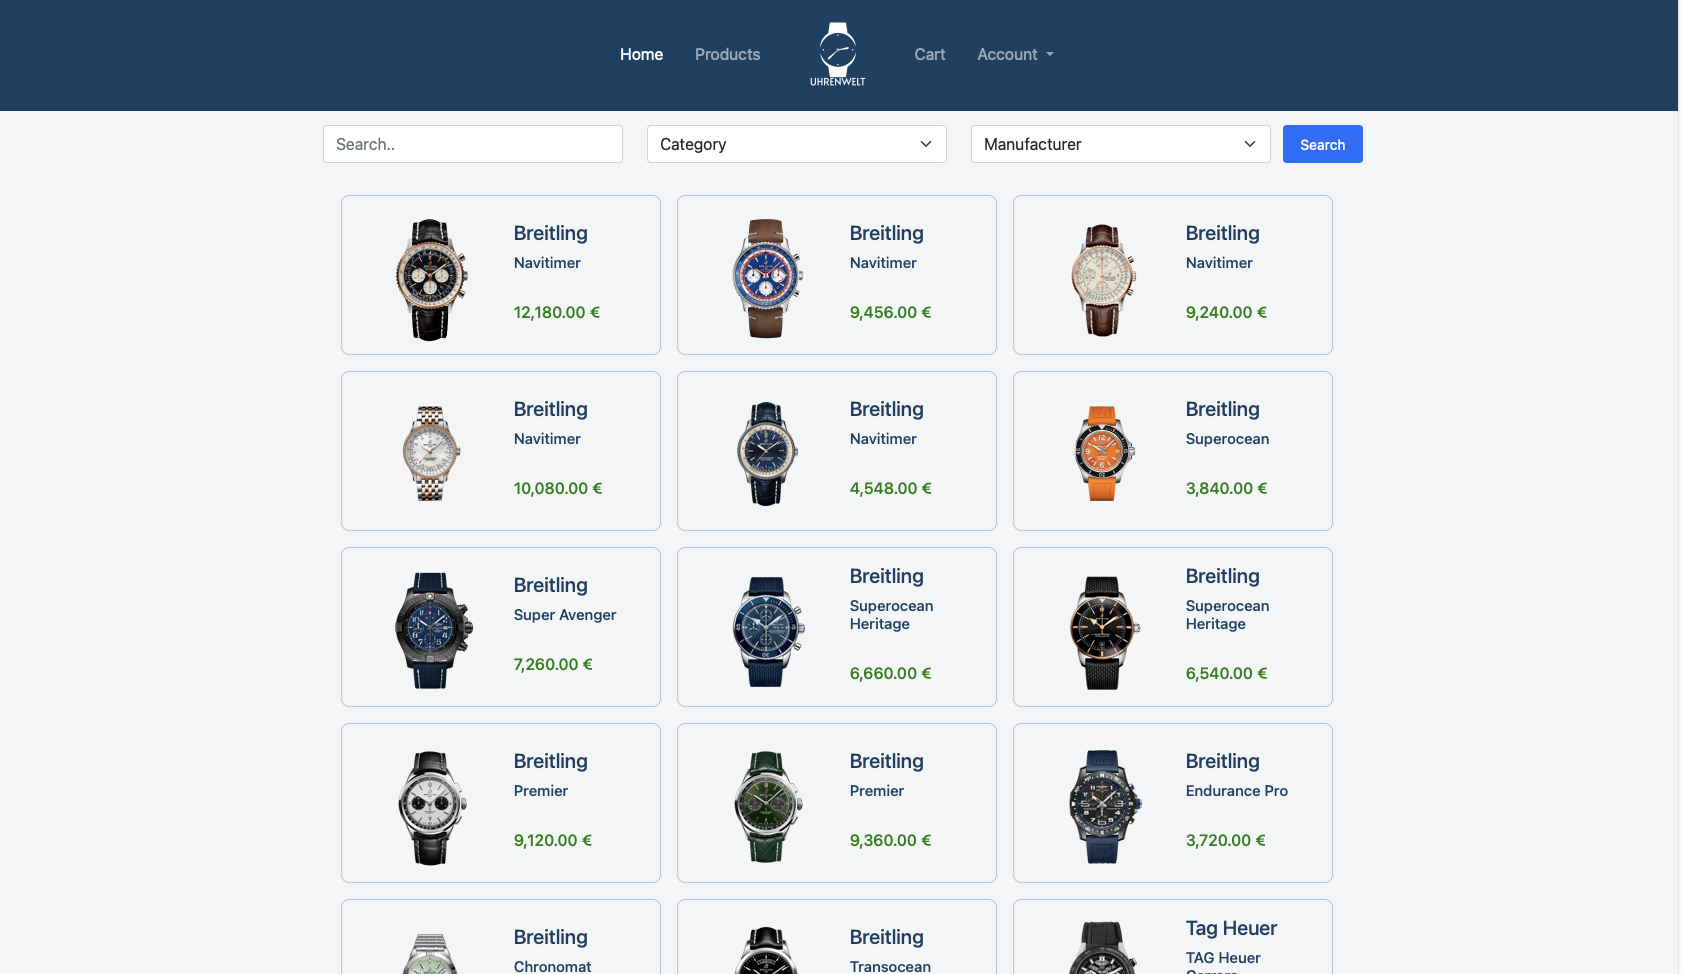 Home
Products
UHRENWELT
Cart
Account
Search..
Category
Manufacturer
Search
Breitling
Navitimer
12,180.00 €
Breitling
Navitimer
9,456.00 €
Breitling
Navitimer
9,240.00 €
Breitling
Navitimer
10,080.00 €
Breitling
Navitimer
4,548.00 €
Breitling
Superocean
3,840.00 €
Breitling
Super Avenger
7,260.00 €
Breitling
Superocean
Heritage
6,660.00 €
Breitling
Superocean
Heritage
6,540.00 €
Breitling
Premier
9,120.00 €
Breitling
Premier
9,360.00 €
Breitling
Endurance Pro
3,720.00 €
Breitling
Chronomat
Breitling
Transocean
Tag Heuer
TAG Heuer